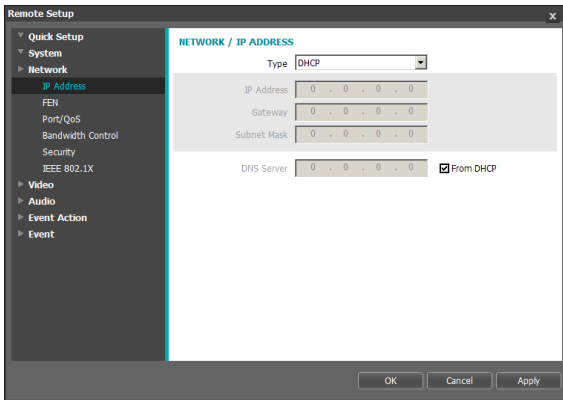 Remote Setup
x
Quick Setup
System
Network
IP Address
FEN
Port/QoS
Bandwidth Control
Security
IEEE 802.1X
Video
Audio
Event Action
Event
NETWORK / IP ADDRESS
Type DHCP
IP Address 0 . 0 . 0 . 0
Gateway 0 . 0 . 0 . 0
Subnet Mask 0 . 0 . 0 . 0
DNS Server 0 . 0 . 0 . 0 From DHCP
OK Cancel Apply